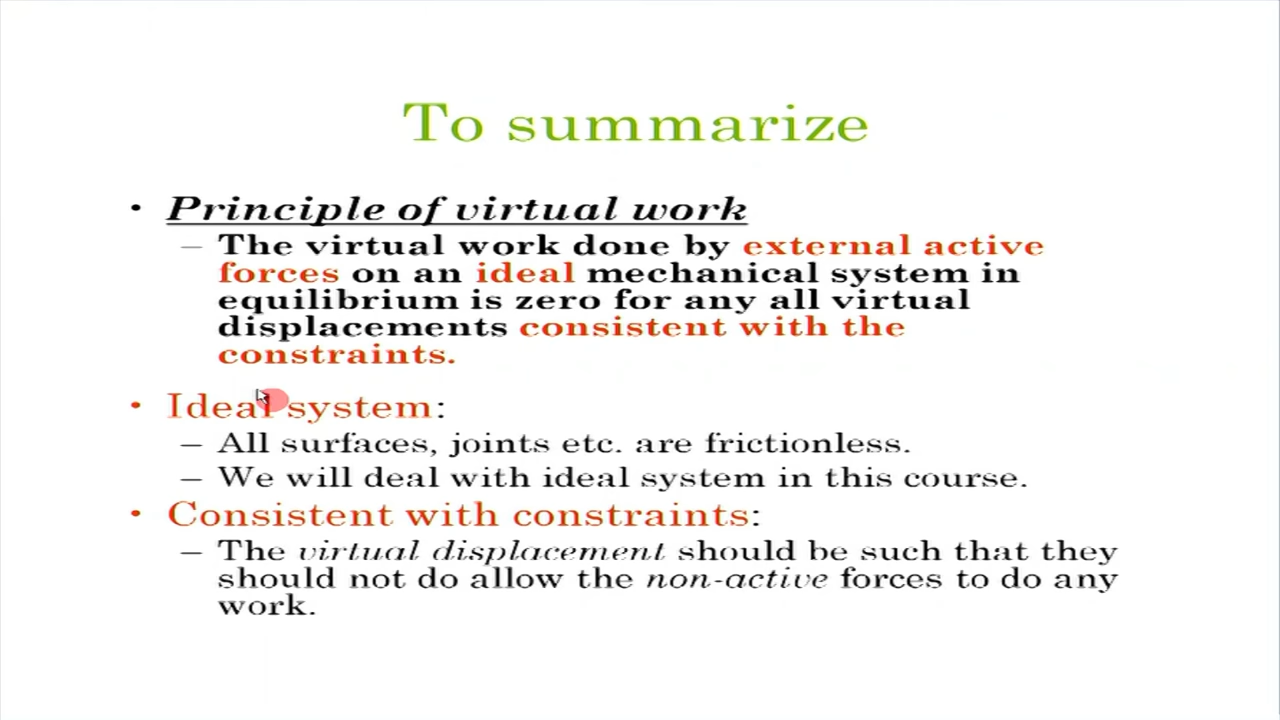 To summarize
• Principle of virtual work
– The virtual work done by external active
forces on an ideal mechanical system in
equilibrium is zero for any all virtual
displacements consistent with the
constraints.
• Ideal system:
– All surfaces, joints etc. are frictionless.
– We will deal with ideal system in this course.
• Consistent with constraints:
– The virtual displacement should be such that they
should not do allow the non-active forces to do any
work.